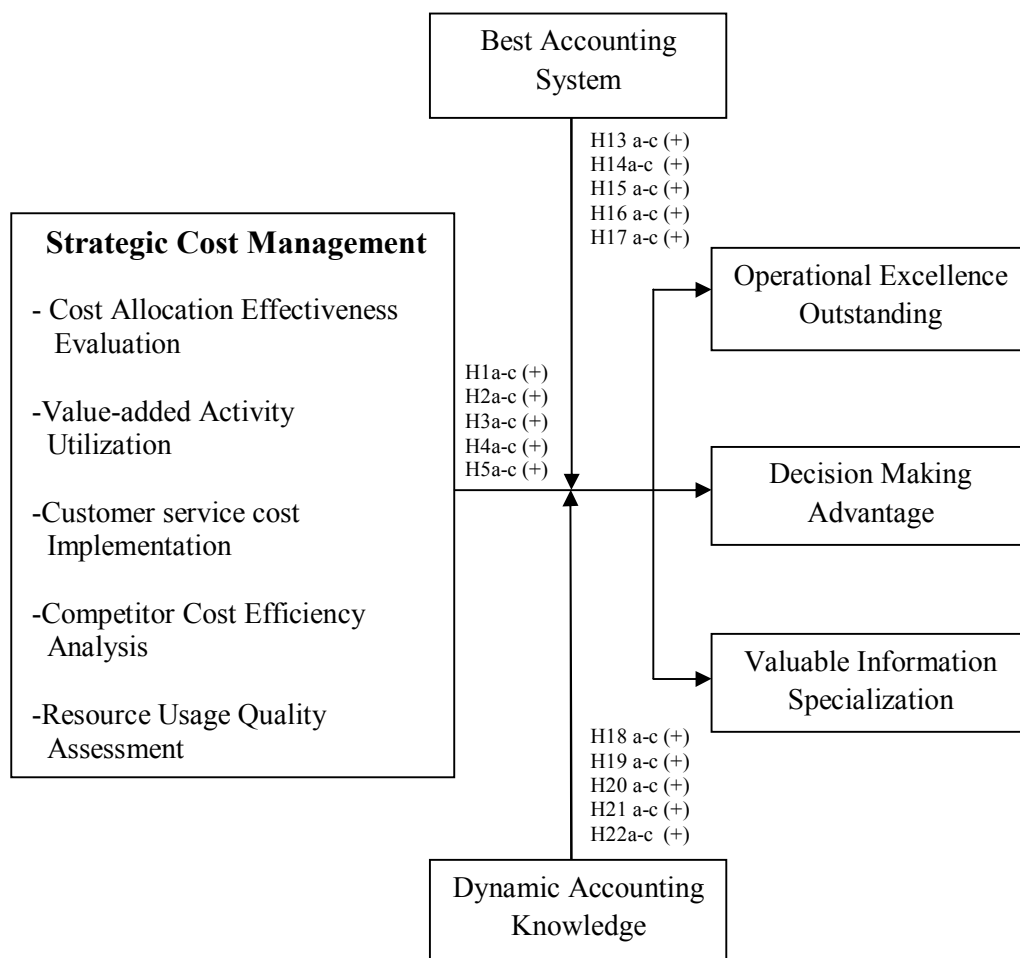 Best Accounting
System
H13 a-c (+)
H14a-c (+)
H15 a-c (+)
H16 a-c (+)
H17 a-c (+)
Strategic Cost Management
- Cost Allocation Effectiveness
Evaluation
-Value-added Activity
Utilization
-Customer service cost
Implementation
-Competitor Cost Efficiency
Analysis
-Resource Usage Quality
Assessment
H1a-c (+)
H2a-c (+)
H3a-c (+)
H4a-c (+)
H5a-c (+)
Operational Excellence
Outstanding
Decision Making
Advantage
Valuable Information
Specialization
H18 a-c (+)
H19 a-c (+)
H20 a-c (+)
H21 a-c (+)
H22a-c (+)
Dynamic Accounting
Knowledge